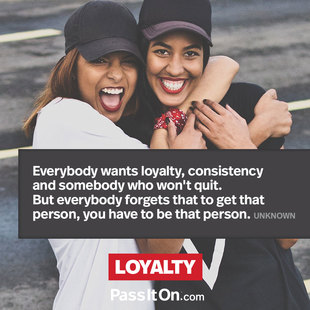 Everybody wants loyalty, consistency
and somebody who won't quit.
But everybody forgets that to get that
person, you have to be that person. UNKNOWN
LOYALTY
PassItOn.com